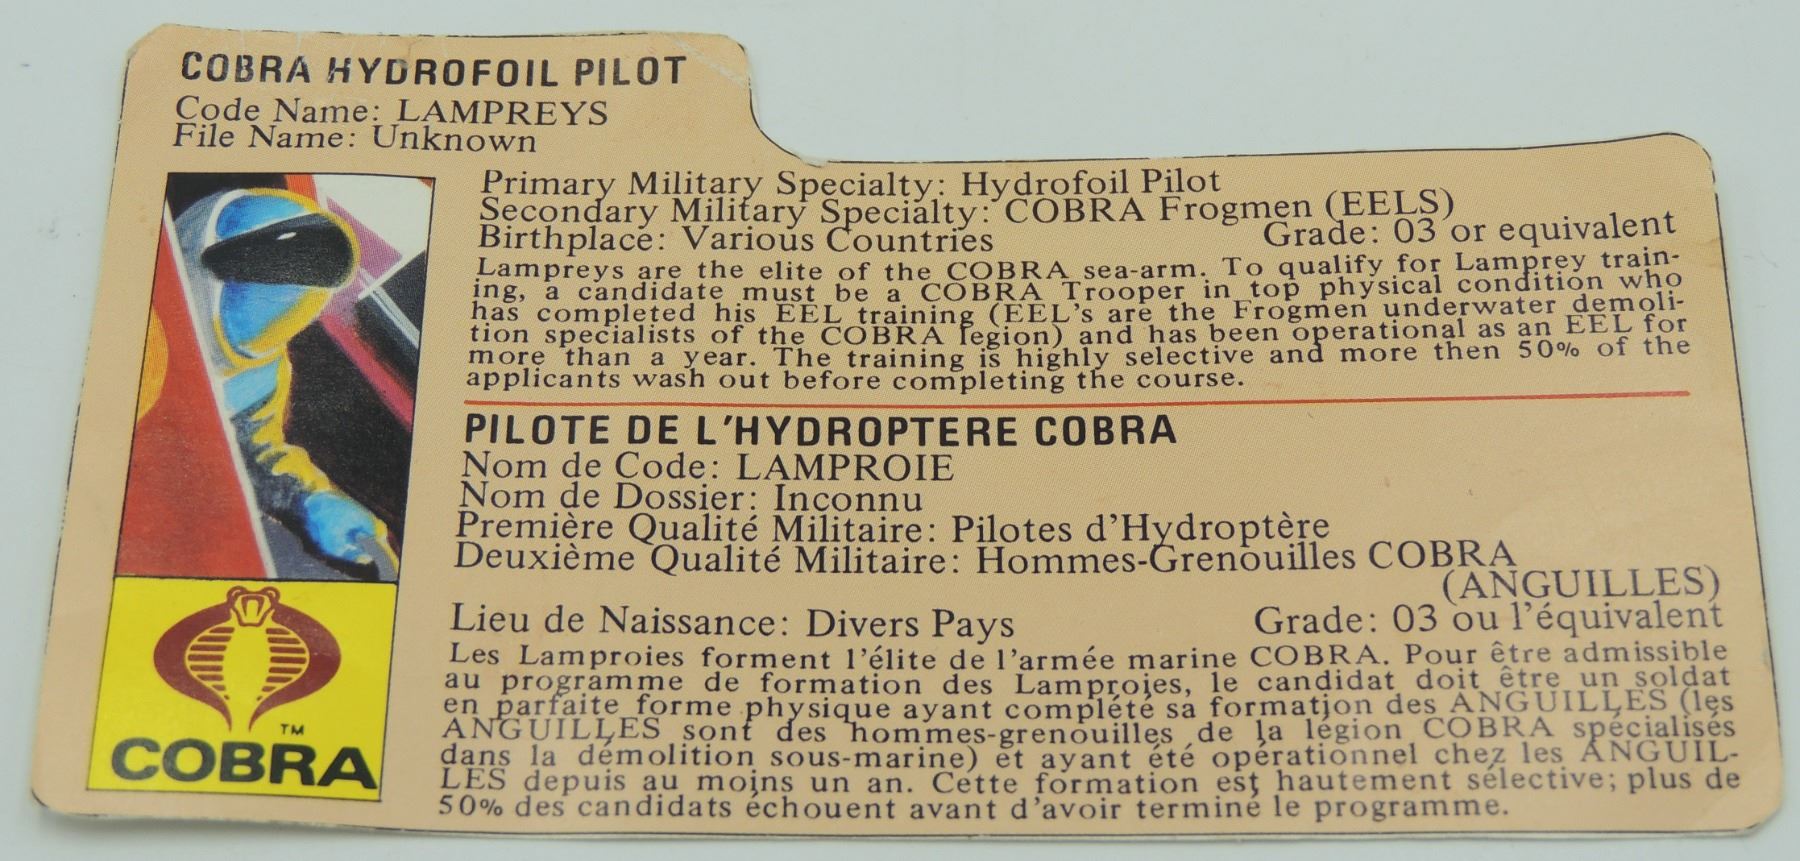 COBRA HYDROFOIL PILOT
Code Name: LAMPREYS
File Name: Unknown
Primary Military Specialty: Hydrofoil Pilot
Secondary Military Specialty: COBRA Frogmen (EELS)
Birthplace: Various Countries Grade: 03 or equivalent
Lampreys are the elite of the COBRA sea-arm. To qualify for Lamprey train-
ing, a candidate must be a COBRA Trooper in top physical condition who
has completed his EEL training (EEL's are the Frogmen underwater demoli-
tion specialists of the COBRA legion) and has been operational as an EEL for
more than a year. The training is highly selective and more then 50% of the
applicants wash out before completing the course.
PILOTE DE L'HYDROPTERE COBRA
Nom de Code: LAMPROIE
Nom de Dossier: Inconnu
Première Qualité Militaire: Pilotes d'Hydroptère
Deuxième Qualité Militaire: Hommes-Grenouilles COBRA
(ANGUILLES)
Lieu de Naissance: Divers Pays Grade: 03 ou l'équivalent
Les Lamproies forment l'élite de l'armée marine COBRA. Pour être admissible
au programme de formation des Lamproies, le candidat doit être un soldat
en parfaite forme physique ayant complété sa formation des ANGUILLES (les
ANGUILLES sont des hommes-grenouilles de la légion COBRA spécialisés
dans la démolition sous-marine) et ayant été opérationnel chez les ANGUIL-
LES depuis au moins un an. Cette formation est hautement sélective; plus de
50% des candidats échouent avant d'avoir terminé le programme.
TM
COBRA